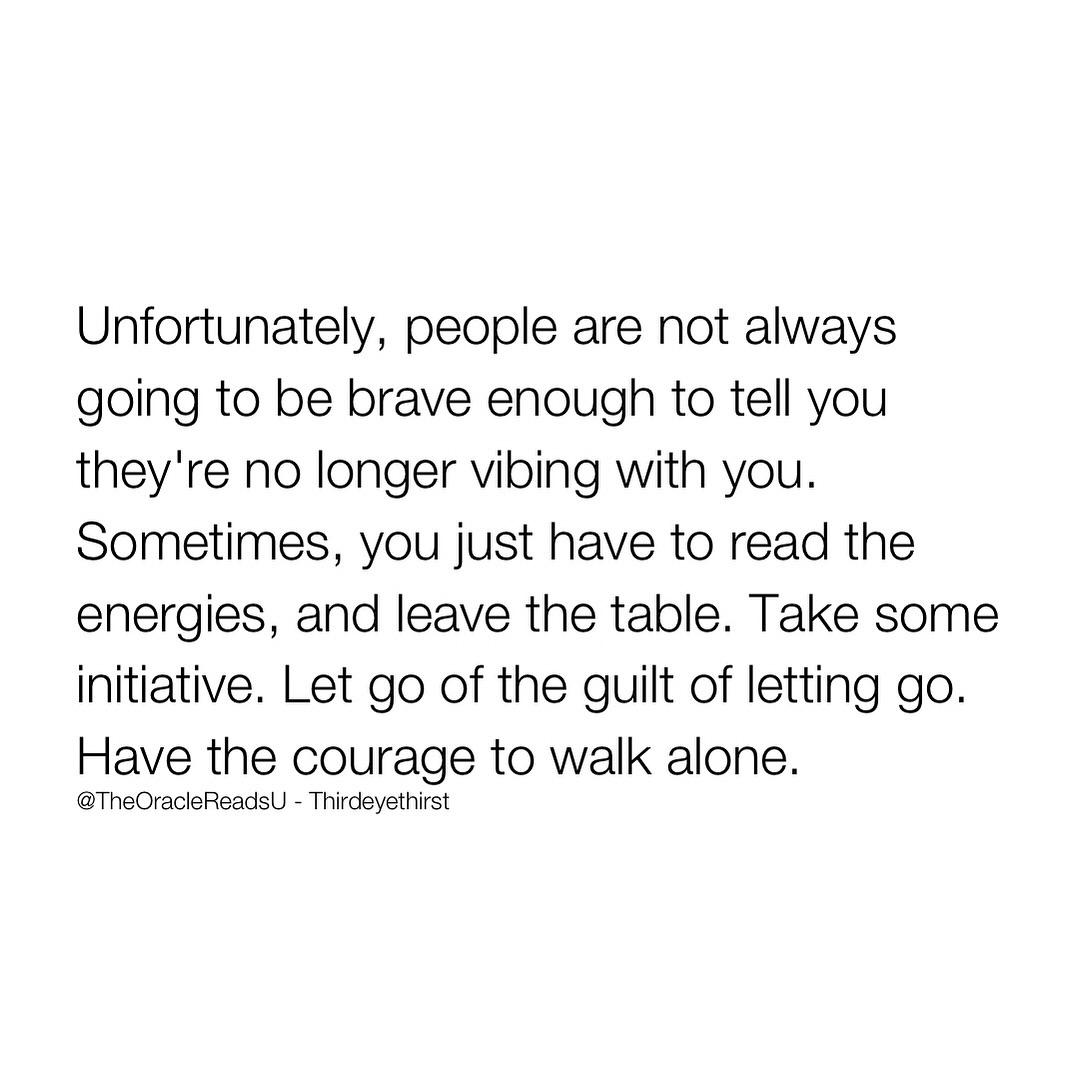 Unfortunately, people are not always
going to be brave enough to tell you
they're no longer vibing with you.
Sometimes, you just have to read the
energies, and leave the table. Take some
initiative. Let go of the guilt of letting go.
Have the courage to walk alone.
@TheOracleReadsU - Thirdeyethirst